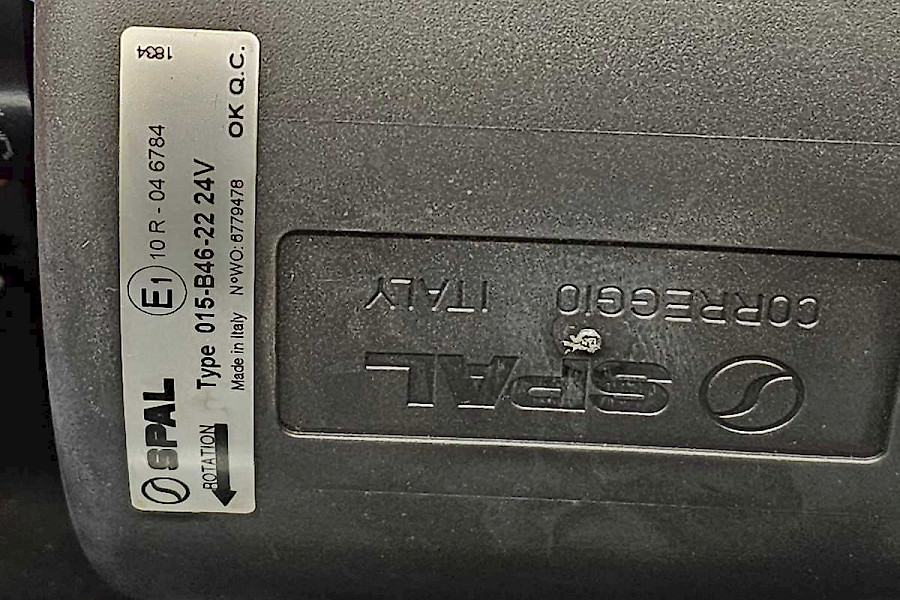 SPAL
E1 10 R - 04 6784
1834
ROTATION
Type 015-B46-22 24V
Made in Italy N°WO: 6779478
OK Q.C.
SPAL
CORREGGIO ITALY